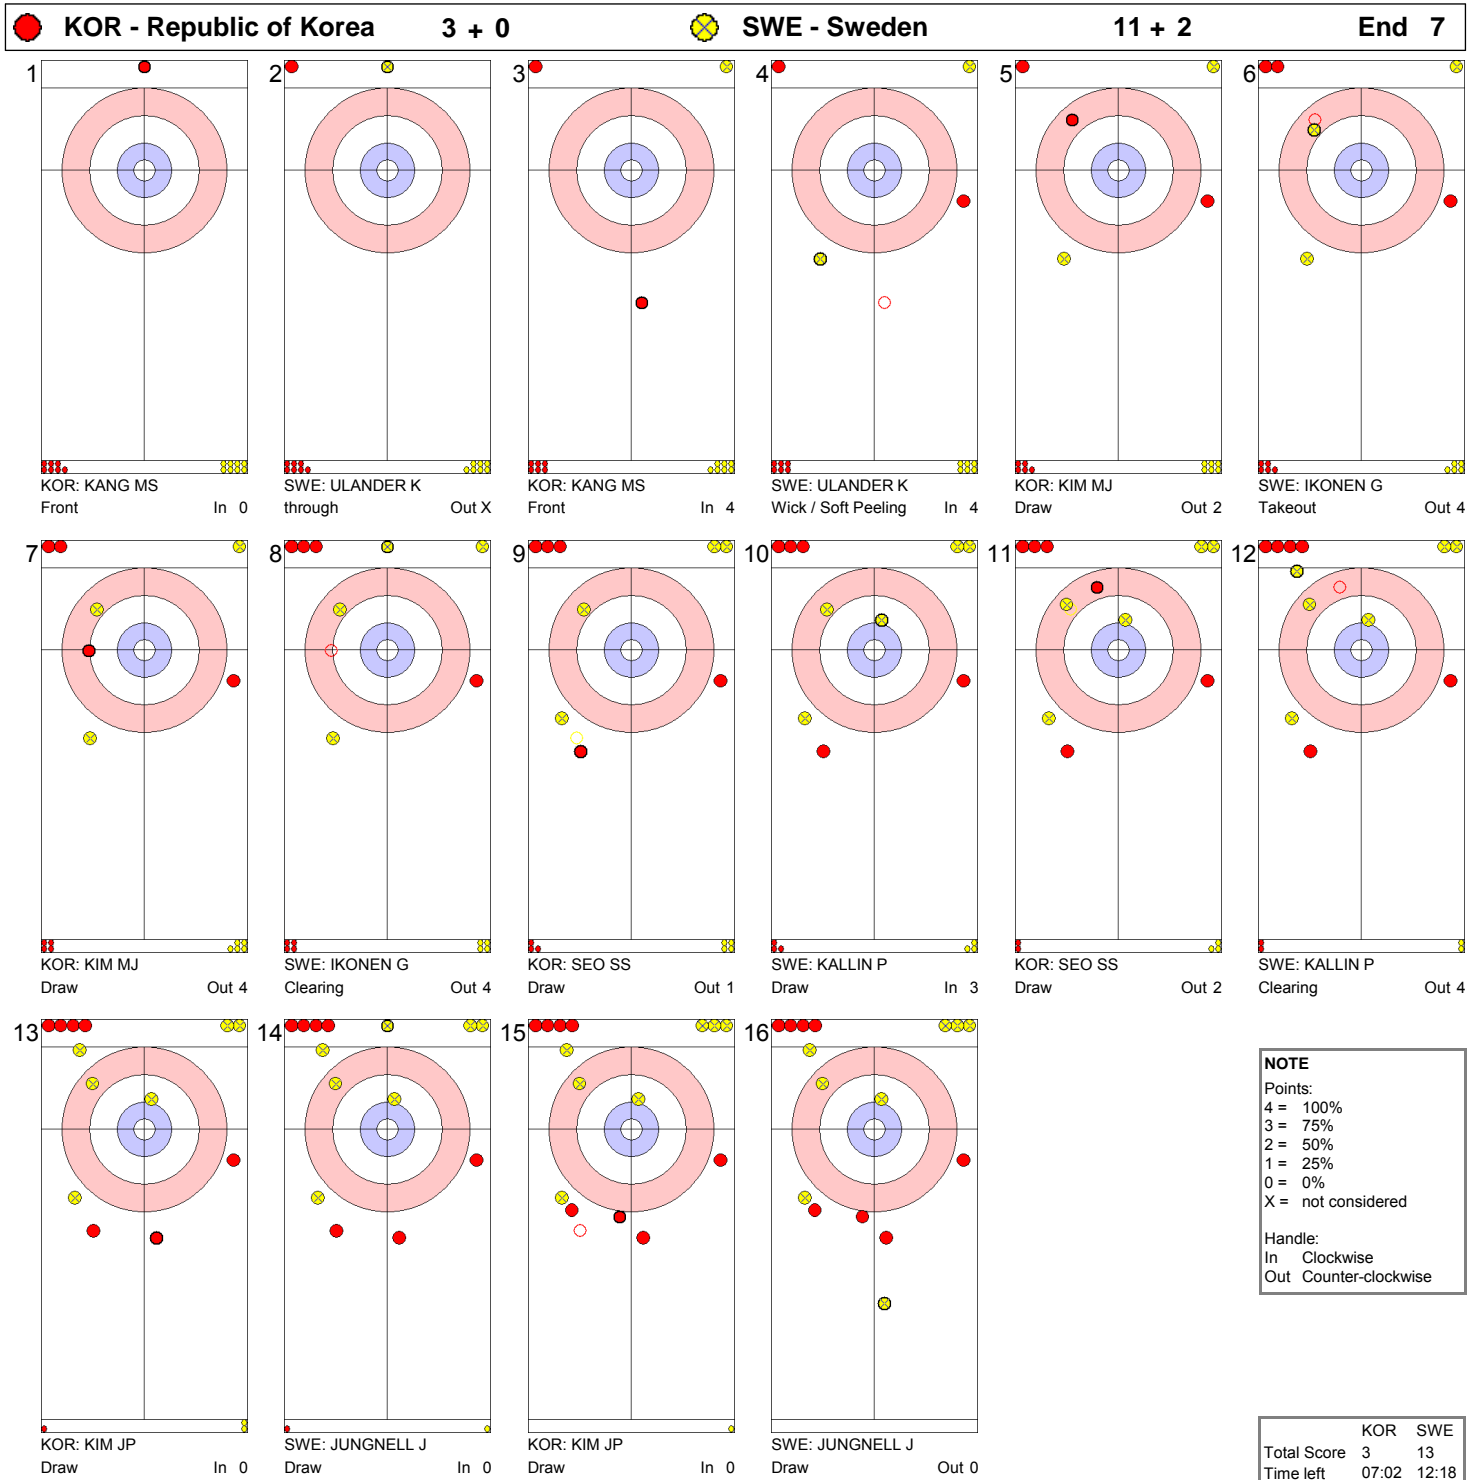 KOR - Republic of Korea 3 + 0 SWE - Sweden 11 + 2 End 7
1 2 3 4 5 6
KOR: KANG MS SWE: ULANDER K KOR: KANG MS SWE: ULANDER K KOR: KIM MJ SWE: IKONEN G
Front In 0 through Out X Front In 4 Wick / Soft Peeling In 4 Draw Out 2 Takeout Out 4
7 8 9 10 11 12
KOR: KIM MJ SWE: IKONEN G KOR: SEO SS SWE: KALLIN P KOR: SEO SS SWE: KALLIN P
Draw Out 4 Clearing Out 4 Draw Out 1 Draw In 3 Draw Out 2 Clearing Out 4
13 14 15 16
KOR: KIM JP SWE: JUNGNELL J KOR: KIM JP SWE: JUNGNELL J
Draw In 0 Draw In 0 Draw In 0 Draw Out 0
NOTE
Points:
4 = 100%
3 = 75%
2 = 50%
1 = 25%
0 = 0%
X = not considered
Handle:
In Clockwise
Out Counter-clockwise
KOR SWE
Total Score 3 13
Time left 07:02 12:18